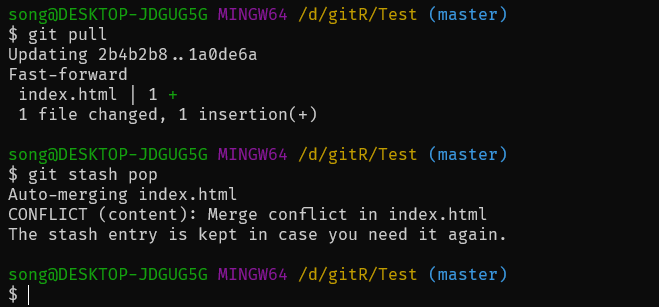 song@DESKTOP-JDGUG5G MINGW64 /d/gitR/Test (master)
$ git pull
Updating 2b4b2b8..1a0de6a
Fast-forward
 index.html | 1 +
 1 file changed, 1 insertion(+)
song@DESKTOP-JDGUG5G MINGW64 /d/gitR/Test (master)
$ git stash pop
Auto-merging index.html
CONFLICT (content): Merge conflict in index.html
The stash entry is kept in case you need it again.
song@DESKTOP-JDGUG5G MINGW64 /d/gitR/Test (master)
$